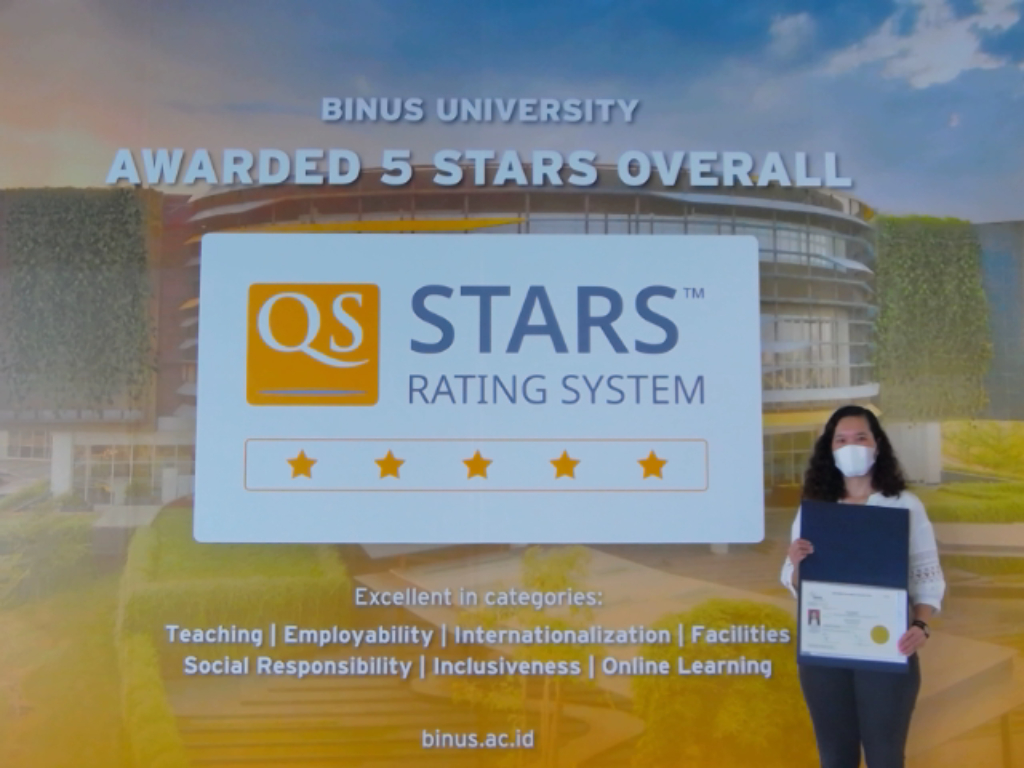 BINUS UNIVERSITY
AWARDED 5 STARS OVERALL
QS STARS™
RATING SYSTEM
Excellent in categories:
Teaching | Employability | Internationalization | Facilities
Social Responsibility | Inclusiveness | Online Learning
binus.ac.id